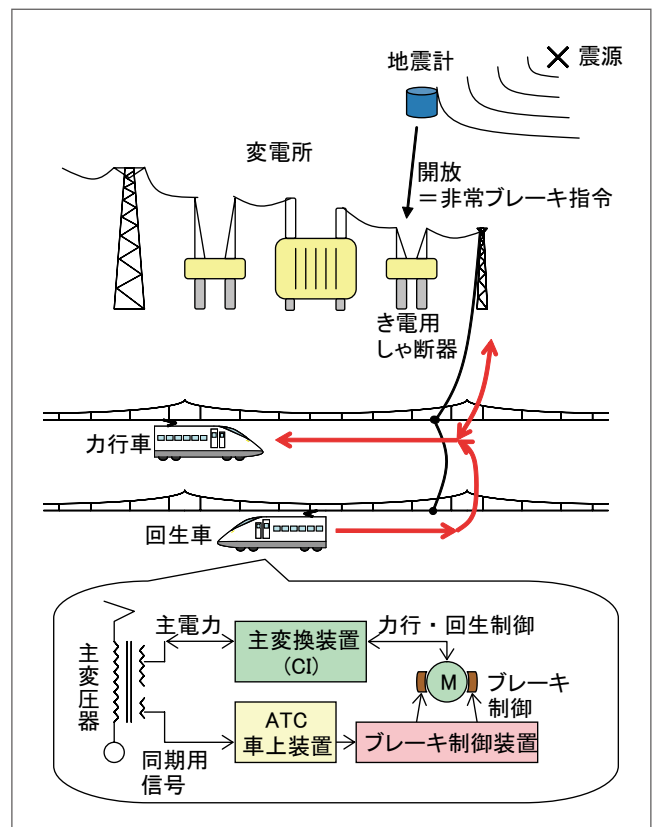 震源
地震計
変電所
開放
＝非常ブレーキ指令
き電用
しゃ断器
力行車
回生車
主電力
主変換装置
(CI)
力行・回生制御
主変圧器
M
ブレーキ
制御
ATC
車上装置
ブレーキ制御装置
同期用
信号